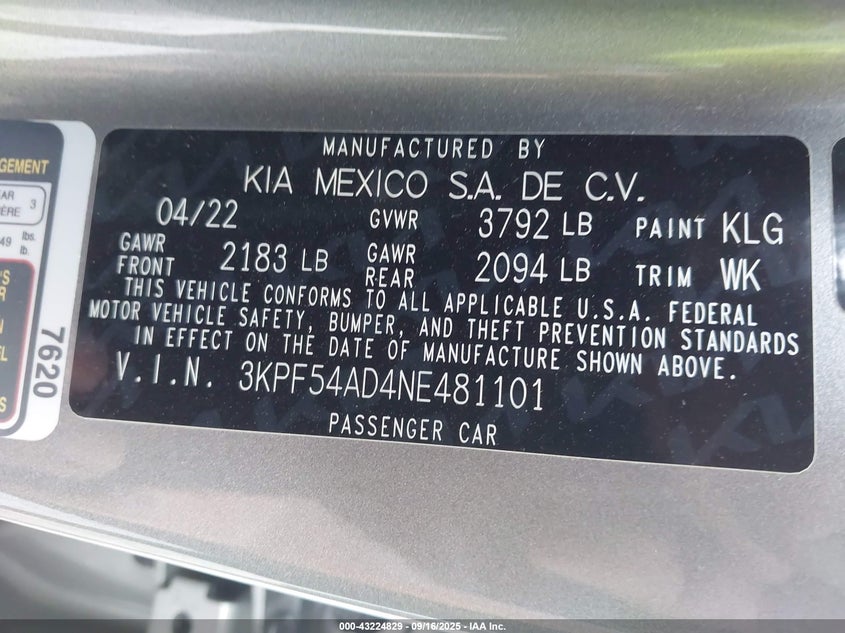 MANUFACTURED BY
KIA MEXICO S.A. DE C.V.
04/22 GVWR 3792 LB PAINT KLG
GAWR FRONT 2183 LB GAWR REAR 2094 LB TRIM WK
THIS VEHICLE CONFORMS TO ALL APPLICABLE U.S.A. FEDERAL
MOTOR VEHICLE SAFETY, BUMPER, AND THEFT PREVENTION STANDARDS
IN EFFECT ON THE DATE OF MANUFACTURE SHOWN ABOVE.
V.I.N. 3KPF54AD4NE481101
PASSENGER CAR
3
lbs.
7620
000-43224829 - 09/16/2025 - IAA Inc.